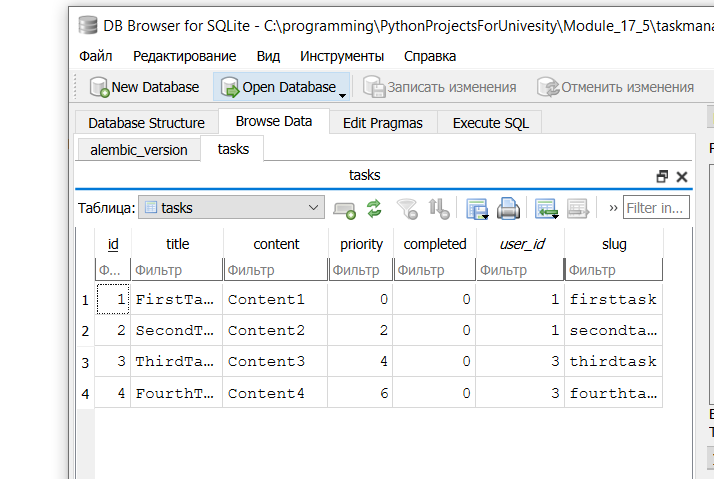 DB Browser for SQLite - C:\programming\PythonProjectsForUnivesity\Module_17_5\taskmana
Файл Редактирование Вид Инструменты Справка
New Database Open Database Записать изменения Отменить изменения
Database Structure Browse Data Edit Pragmas Execute SQL
alembic_version tasks
tasks
Таблица: tasks » Filter in...
id title content priority completed user_id slug
Ф... Фильтр Фильтр Фильтр Фильтр Фильтр Фильтр
1 1 FirstTa… Content1 0 0 1 firsttask
2 2 SecondT… Content2 2 0 1 secondta…
3 3 ThirdTa… Content3 4 0 3 thirdtask
4 4 FourthT… Content4 6 0 3 fourthta…